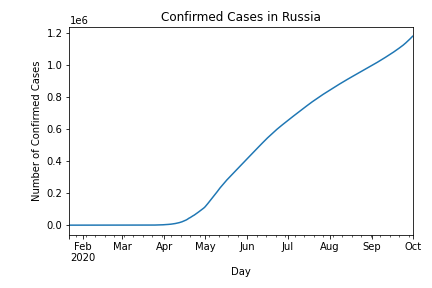 Confirmed Cases in Russia
1e6
1.2
1.0
0.8
0.6
0.4
0.2
0.0
Number of Confirmed Cases
Feb Mar Apr May Jun Jul Aug Sep Oct
2020
Day